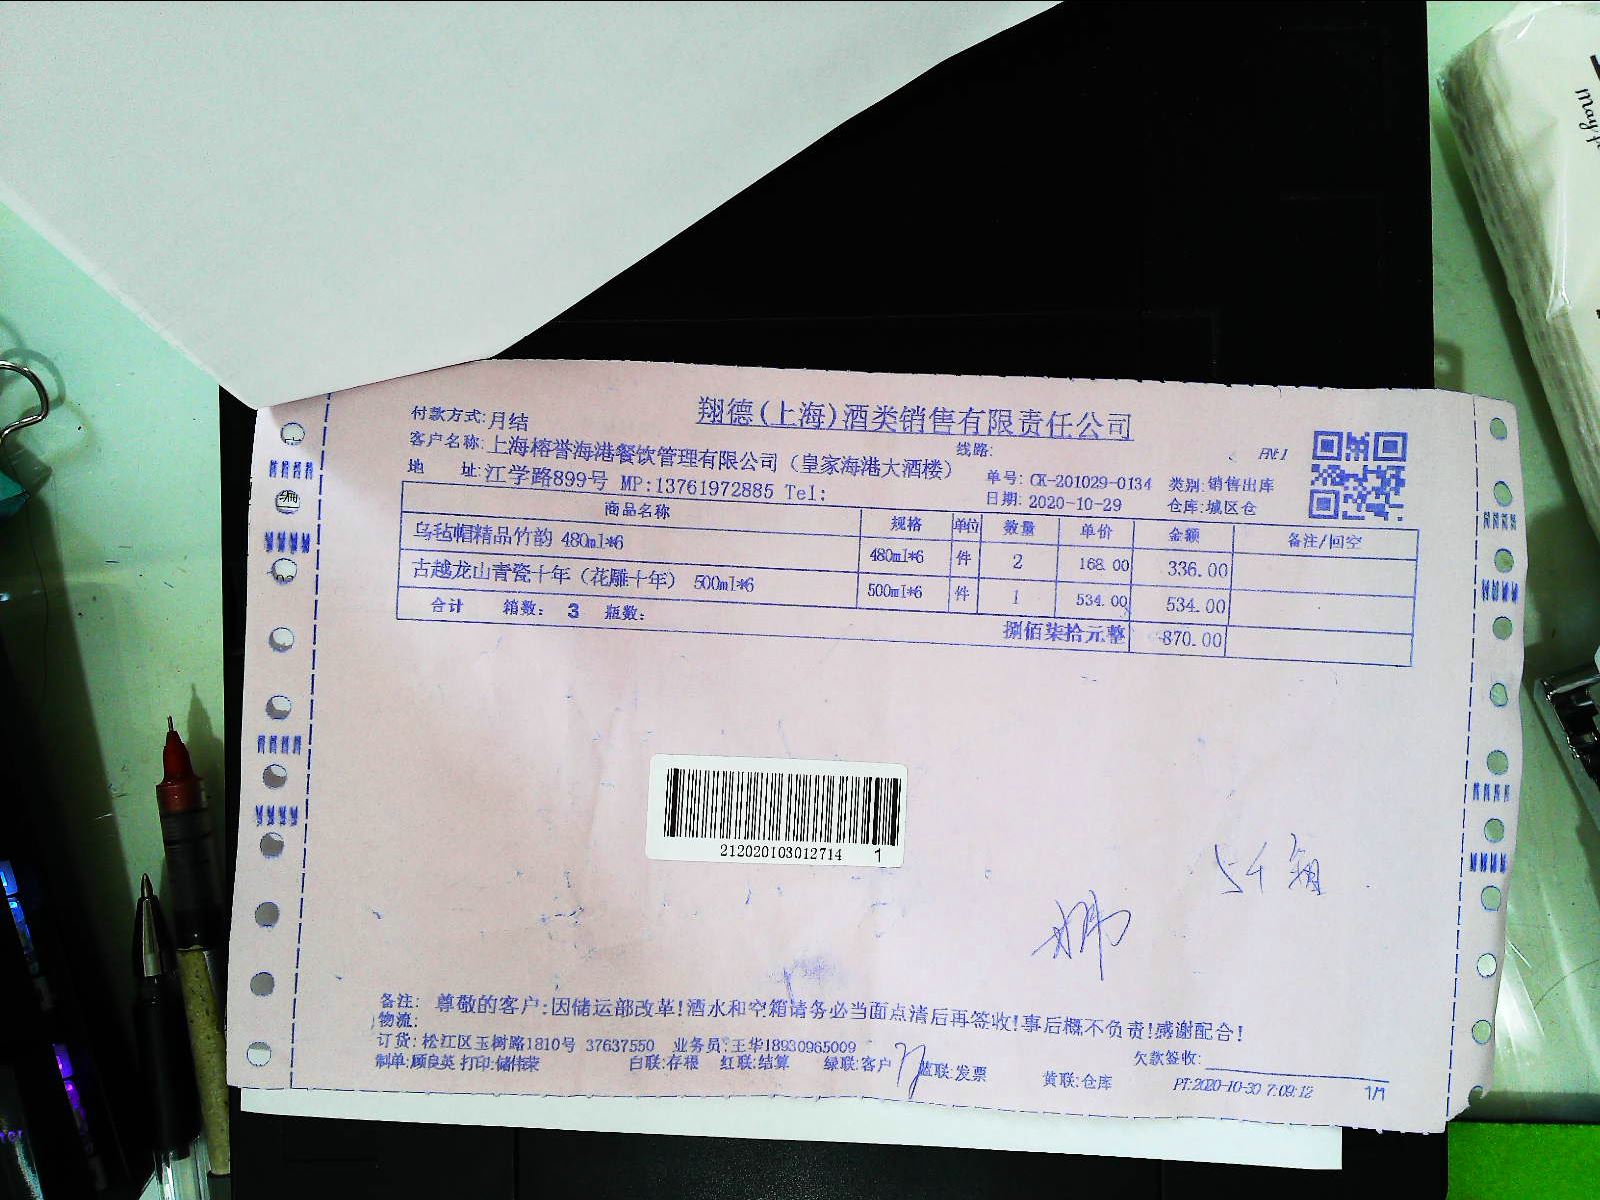 翔德(上海)酒类销售有限责任公司
付款方式:月结
线路:
PN:1
客户名称:上海榕誉海港餐饮管理有限公司（皇家海港大酒楼）
单号: CK-201029-0134 类别:销售出库
地 址:江学路899号 MP:13761972885 Tel:
日期: 2020-10-29 仓库:城区仓
商品名称 规格 单位 数量 单价 金额 备注/回空
乌毡帽精品竹韵 480ml*6 480ml*6 件 2 168.00 336.00
古越龙山青瓷十年（花雕十年） 500ml*6 500ml*6 件 1 534.00 534.00
合计 箱数: 3 瓶数: 捌佰柒拾元整 870.00
212020103012714 1
备注: 尊敬的客户:因储运部改革!酒水和空箱请务必当面点清后再签收!事后概不负责!感谢配合!
物流:
订货: 松江区玉树路1810号 37637550 业务员:王华18930965009
欠款签收:
制单:顾良英 打印:储伟荣 白联:存根 红联:结算 绿联:客户 蓝联:发票 黄联:仓库 PT:2020-10-30 7:09:12 1/1
may